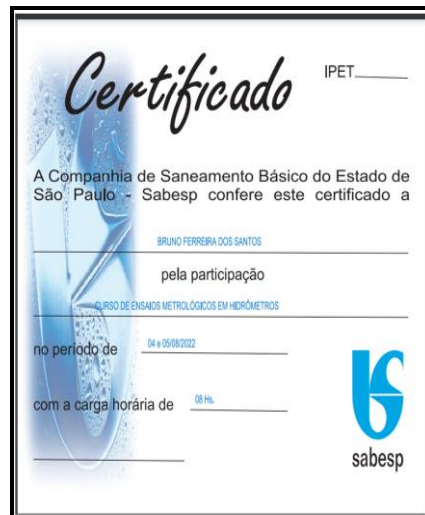 Certificado
IPET
A Companhia de Saneamento Básico do Estado de
São Paulo - Sabesp confere este certificado a
BRUNO FERREIRA DOS SANTOS
pela participação
CURSO DE ENSAIOS METROLÓGICOS EM HIDRÔMETROS
no período de 04 e 05/08/2022
com a carga horária de 08 Hs.
sabesp